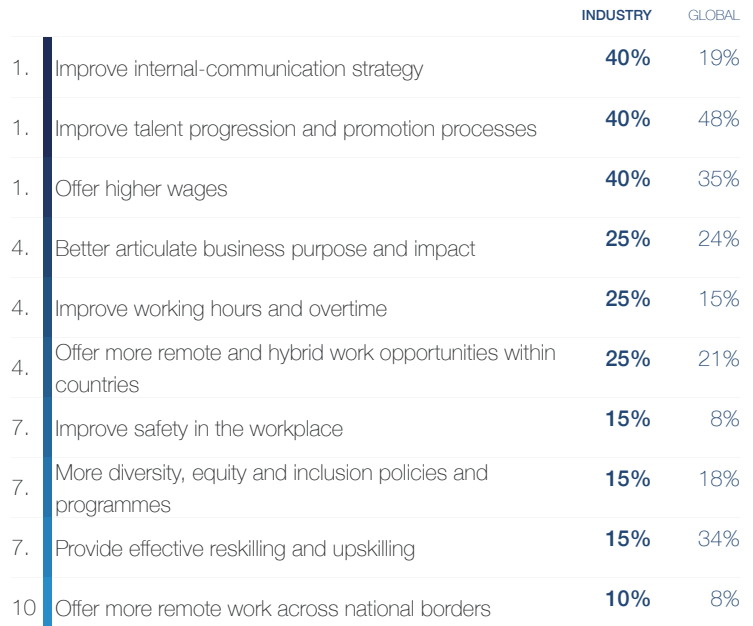 INDUSTRY GLOBAL
1. Improve internal-communication strategy 40% 19%
1. Improve talent progression and promotion processes 40% 48%
1. Offer higher wages 40% 35%
4. Better articulate business purpose and impact 25% 24%
4. Improve working hours and overtime 25% 15%
4. Offer more remote and hybrid work opportunities within 25% 21%
countries
7. Improve safety in the workplace 15% 8%
7. More diversity, equity and inclusion policies and 15% 18%
programmes
7. Provide effective reskilling and upskilling 15% 34%
10 Offer more remote work across national borders 10% 8%